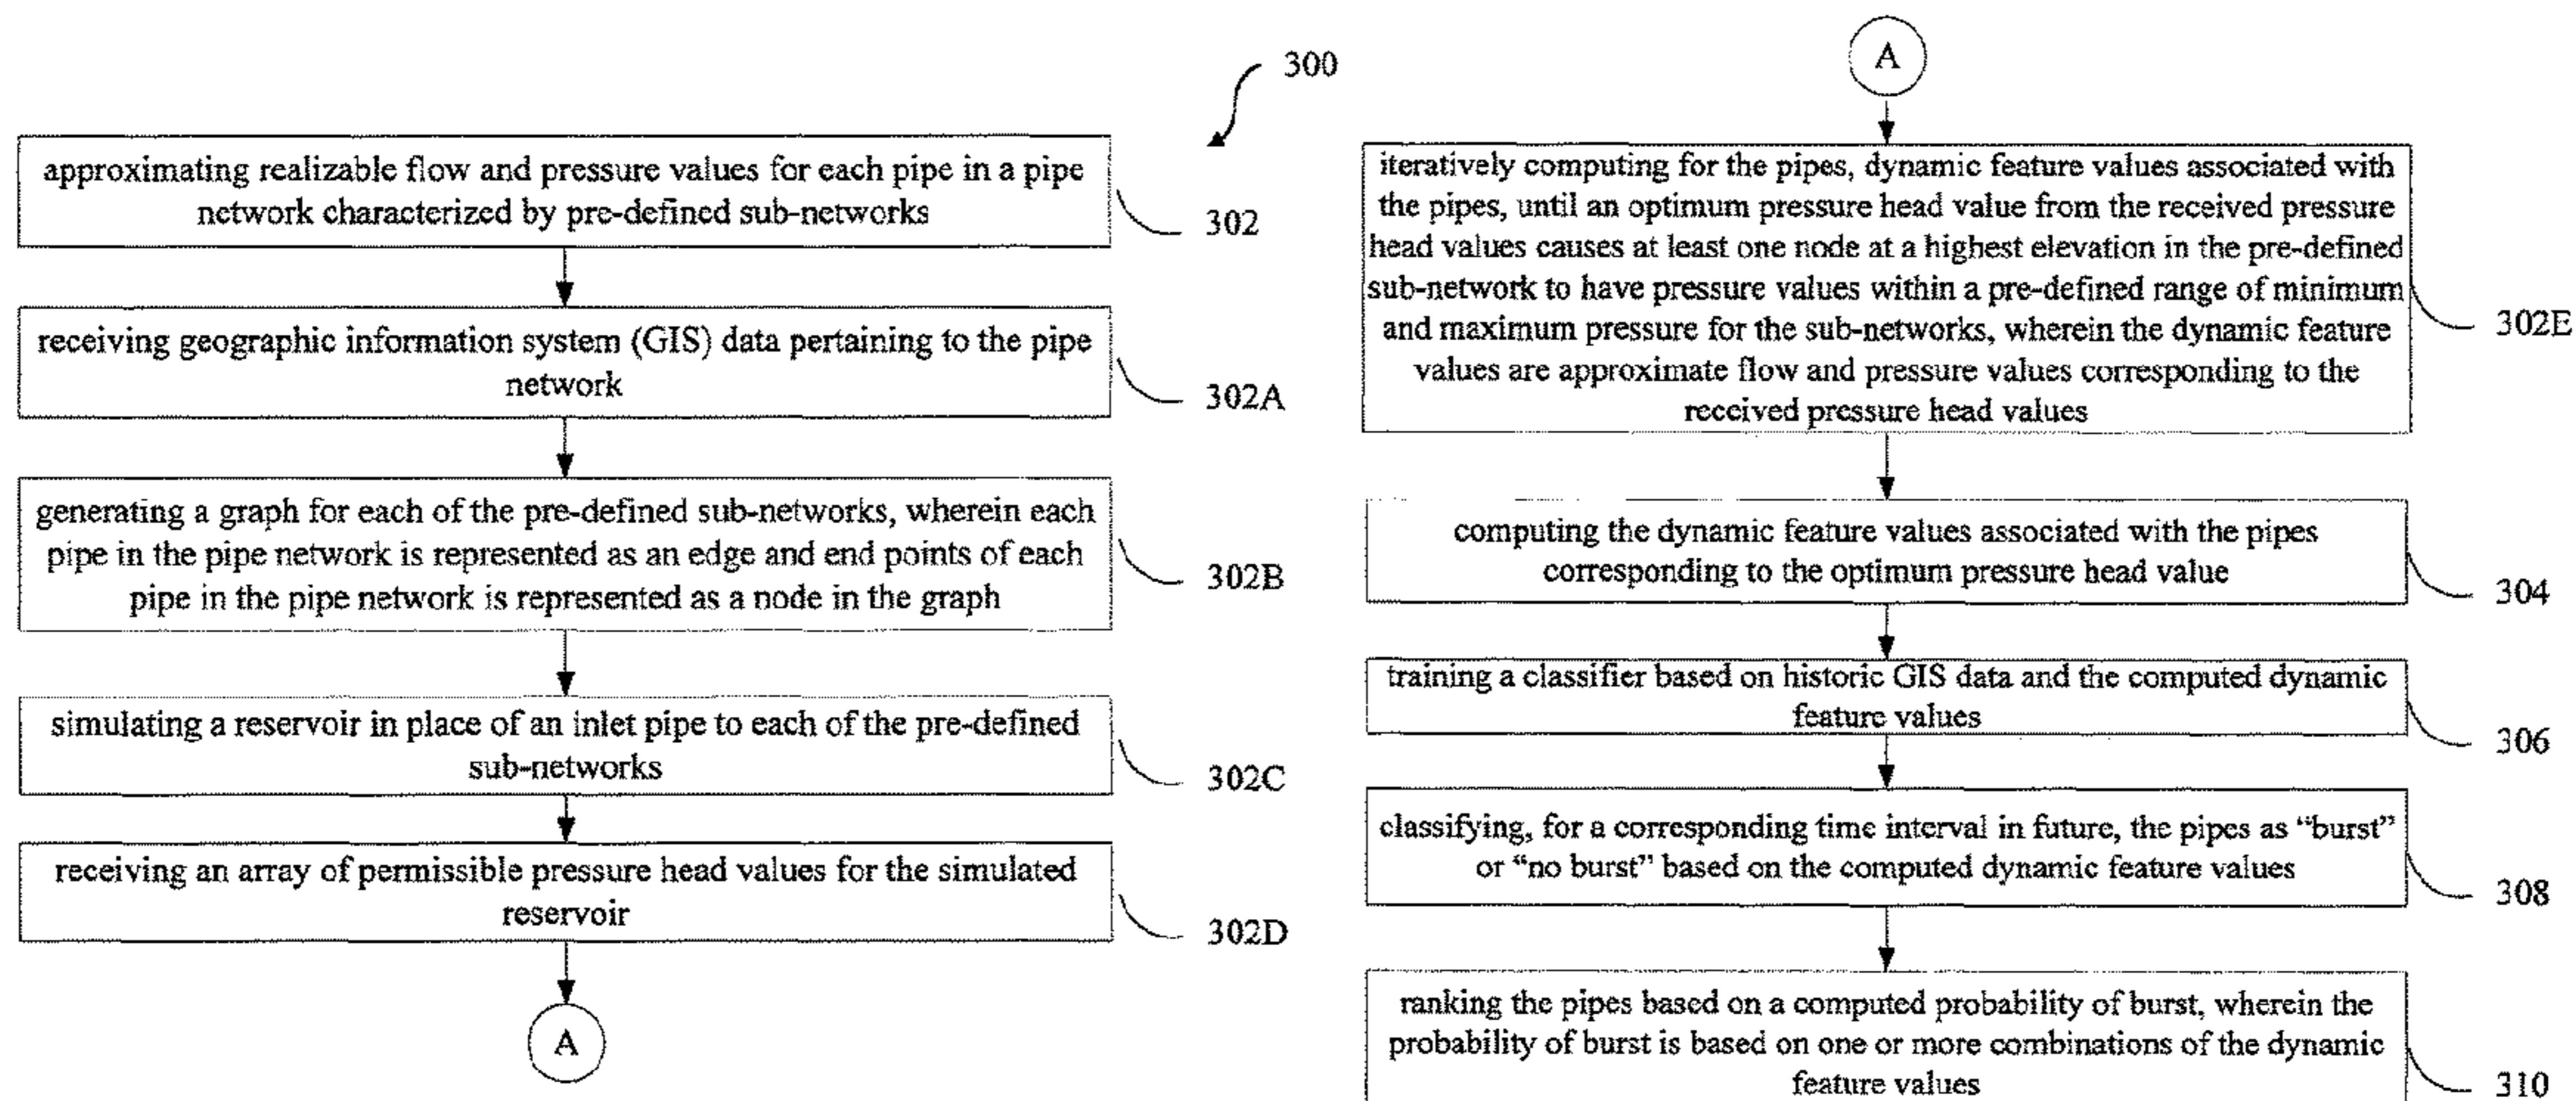 300
approximating realizable flow and pressure values for each pipe in a pipe
network characterized by pre-defined sub-networks
302
receiving geographic information system (GIS) data pertaining to the pipe
network
302A
generating a graph for each of the pre-defined sub-networks, wherein each
pipe in the pipe network is represented as an edge and end points of each
pipe in the pipe network is represented as a node in the graph
302B
simulating a reservoir in place of an inlet pipe to each of the pre-defined
sub-networks
302C
receiving an array of permissible pressure head values for the simulated
reservoir
302D
A
A
iteratively computing for the pipes, dynamic feature values associated with
the pipes, until an optimum pressure head value from the received pressure
head values causes at least one node at a highest elevation in the pre-defined
sub-network to have pressure values within a pre-defined range of minimum
and maximum pressure for the sub-networks, wherein the dynamic feature
values are approximate flow and pressure values corresponding to the
received pressure head values
302E
computing the dynamic feature values associated with the pipes
corresponding to the optimum pressure head value
304
training a classifier based on historic GIS data and the computed dynamic
feature values
306
classifying, for a corresponding time interval in future, the pipes as “burst”
or “no burst” based on the computed dynamic feature values
308
ranking the pipes based on a computed probability of burst, wherein the
probability of burst is based on one or more combinations of the dynamic
feature values
310